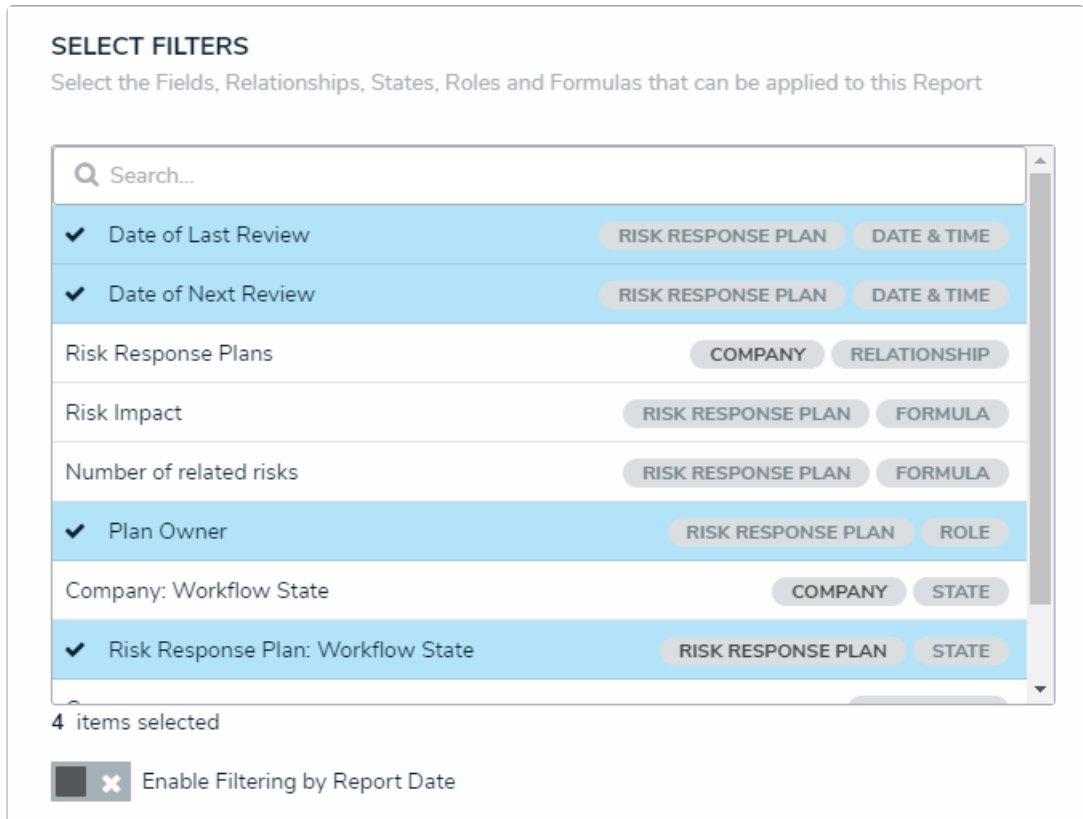 SELECT FILTERS
Select the Fields, Relationships, States, Roles and Formulas that can be applied to this Report
Search...
Date of Last Review RISK RESPONSE PLAN DATE & TIME
Date of Next Review RISK RESPONSE PLAN DATE & TIME
Risk Response Plans COMPANY RELATIONSHIP
Risk Impact RISK RESPONSE PLAN FORMULA
Number of related risks RISK RESPONSE PLAN FORMULA
Plan Owner RISK RESPONSE PLAN ROLE
Company: Workflow State COMPANY STATE
Risk Response Plan: Workflow State RISK RESPONSE PLAN STATE
4 items selected
Enable Filtering by Report Date